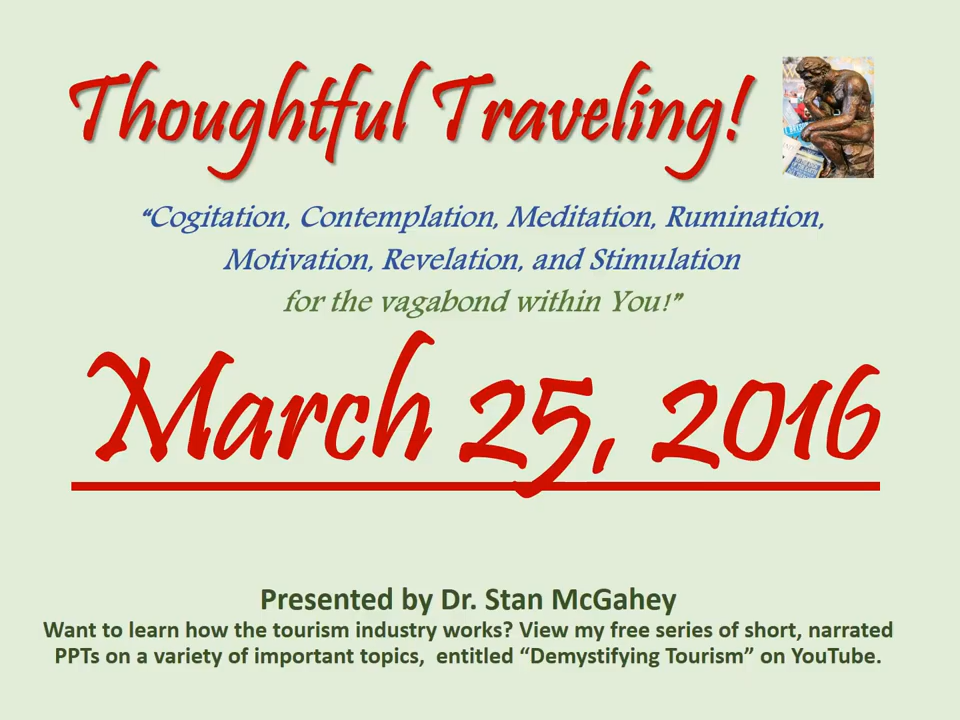 Thoughtful Traveling!
“Cogitation, Contemplation, Meditation, Rumination,
Motivation, Revelation, and Stimulation
for the vagabond within You!”
March 25, 2016
Presented by Dr. Stan McGahey
Want to learn how the tourism industry works? View my free series of short, narrated
PPTs on a variety of important topics,  entitled “Demystifying Tourism” on YouTube.